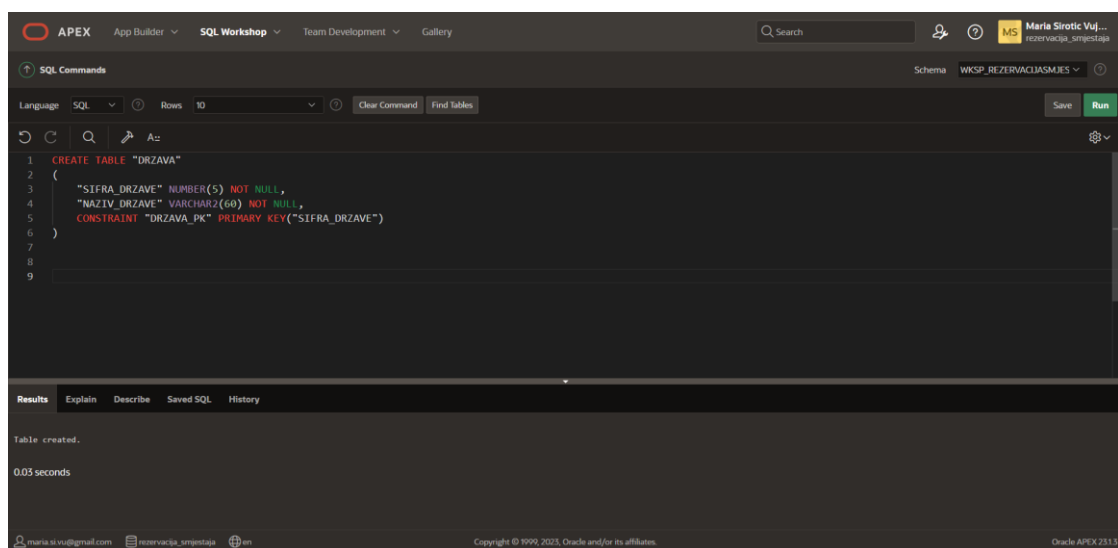 APEX App Builder SQL Workshop Team Development Gallery Search MS Maria Sirotic Vuj...
rezervacija_smjestaja
SQL Commands Schema WKSP_REZERVACIJASMJES
Language SQL Rows 10 Clear Command Find Tables Save Run
A::
1 CREATE TABLE "DRZAVA"
2 (
3 "SIFRA_DRZAVE" NUMBER(5) NOT NULL,
4 "NAZIV_DRZAVE" VARCHAR2(60) NOT NULL,
5 CONSTRAINT "DRZAVA_PK" PRIMARY KEY("SIFRA_DRZAVE")
6 )
7
8
9
Results Explain Describe Saved SQL History
Table created.
0.03 seconds
maria.si.vu@gmail.com rezervacija_smjestaja en Copyright © 1999, 2023, Oracle and/or its affiliates. Oracle APEX 23.1.5